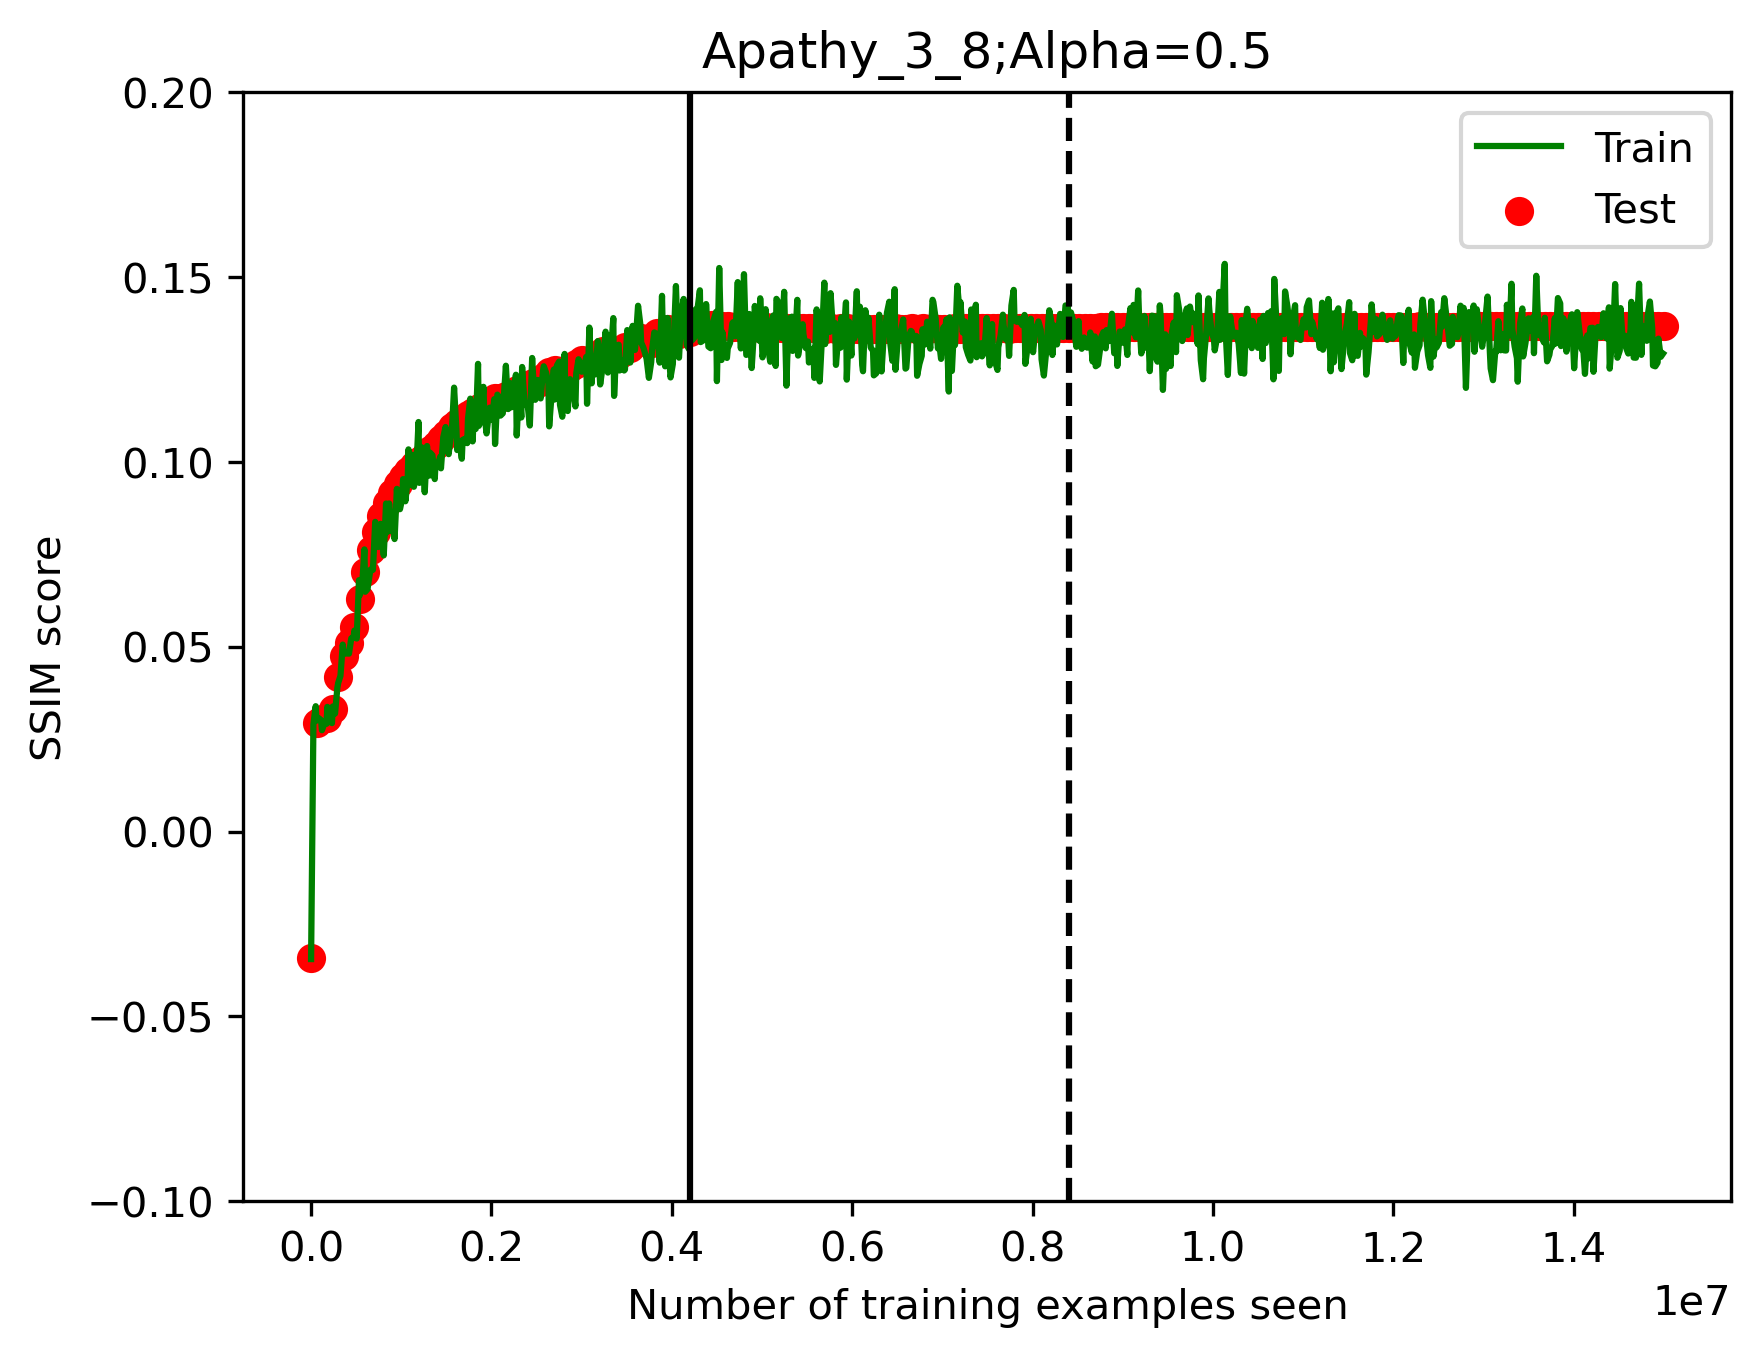 Apathy_3_8;Alpha=0.5
0.20
0.15
0.10
0.05
0.00
−0.05
−0.10
SSIM score
Train
Test
0.0 0.2 0.4 0.6 0.8 1.0 1.2 1.4
1e7
Number of training examples seen